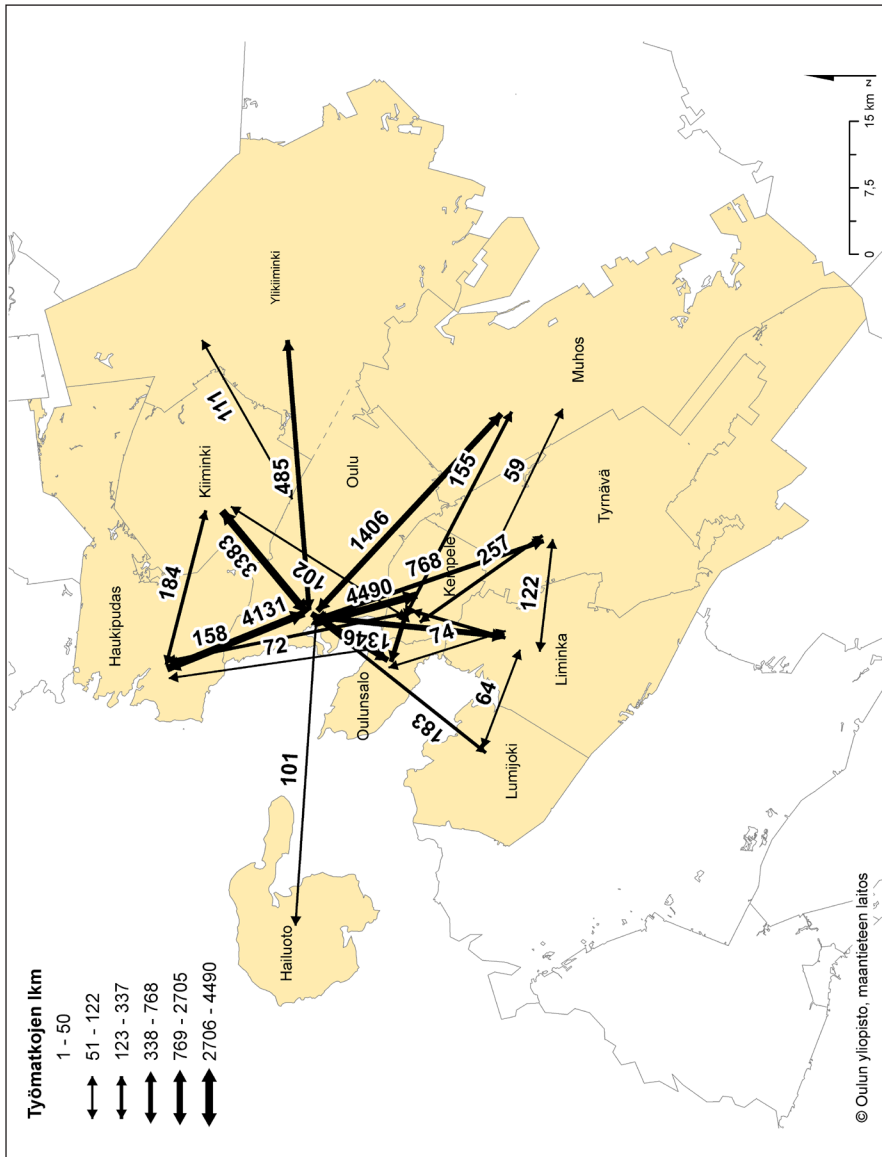 Työmatkojen lkm
1 - 50
51 - 122
123 - 337
338 - 768
769 - 2705
2706 - 4490
Haukipudas
Kiiminki
Ylikiiminki
Hailuoto
Oulu
Oulunsalo
Kempele
Muhos
Tyrnävä
Liminka
Lumijoki
184
111
3383
158
4131
485
72
102
101
1346
4490
1406
155
768
59
257
74
122
64
183
0
7,5
15 km
N
© Oulun yliopisto, maantieteen laitos